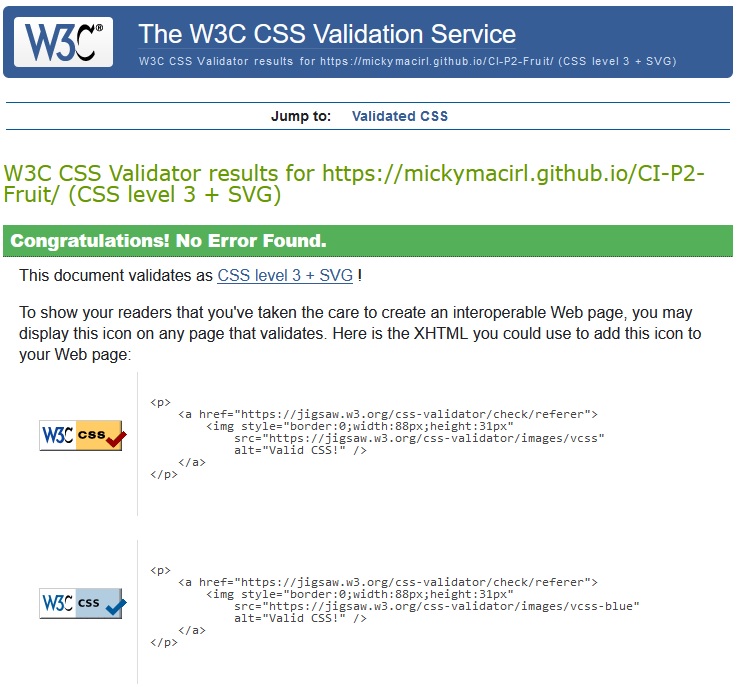 W3C®
The W3C CSS Validation Service
W3C CSS Validator results for https://mickymacirl.github.io/CI-P2-Fruit/ (CSS level 3 + SVG)
Jump to: Validated CSS
W3C CSS Validator results for https://mickymacirl.github.io/CI-P2-
Fruit/ (CSS level 3 + SVG)
Congratulations! No Error Found.
This document validates as CSS level 3 + SVG !
To show your readers that you've taken the care to create an interoperable Web page, you may
display this icon on any page that validates. Here is the XHTML you could use to add this icon to
your Web page:
W3C css
<p>
<a href="https://jigsaw.w3.org/css-validator/check/referer">
<img style="border:0;width:88px;height:31px"
src="https://jigsaw.w3.org/css-validator/images/vcss"
alt="Valid CSS!" />
</a>
</p>
W3C css
<p>
<a href="https://jigsaw.w3.org/css-validator/check/referer">
<img style="border:0;width:88px;height:31px"
src="https://jigsaw.w3.org/css-validator/images/vcss-blue"
alt="Valid CSS!" />
</a>
</p>